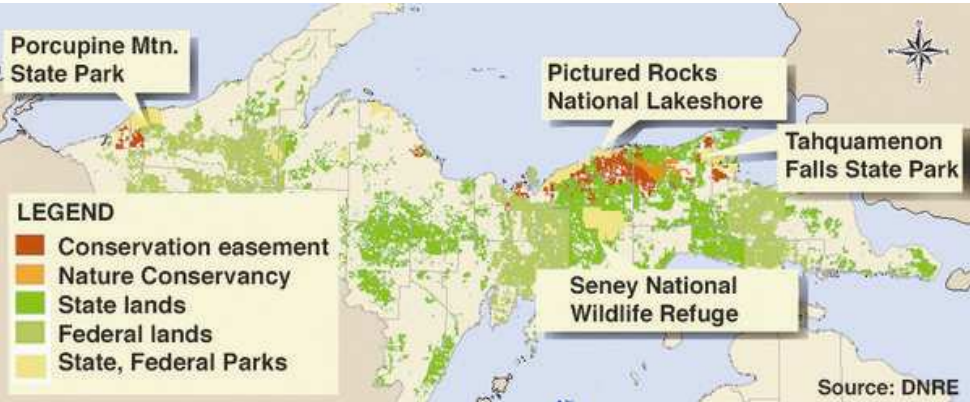 Porcupine Mtn.
State Park
Pictured Rocks
National Lakeshore
Tahquamenon
Falls State Park
LEGEND
Conservation easement
Nature Conservancy
State lands
Federal lands
State, Federal Parks
Seney National
Wildlife Refuge
Source: DNRE